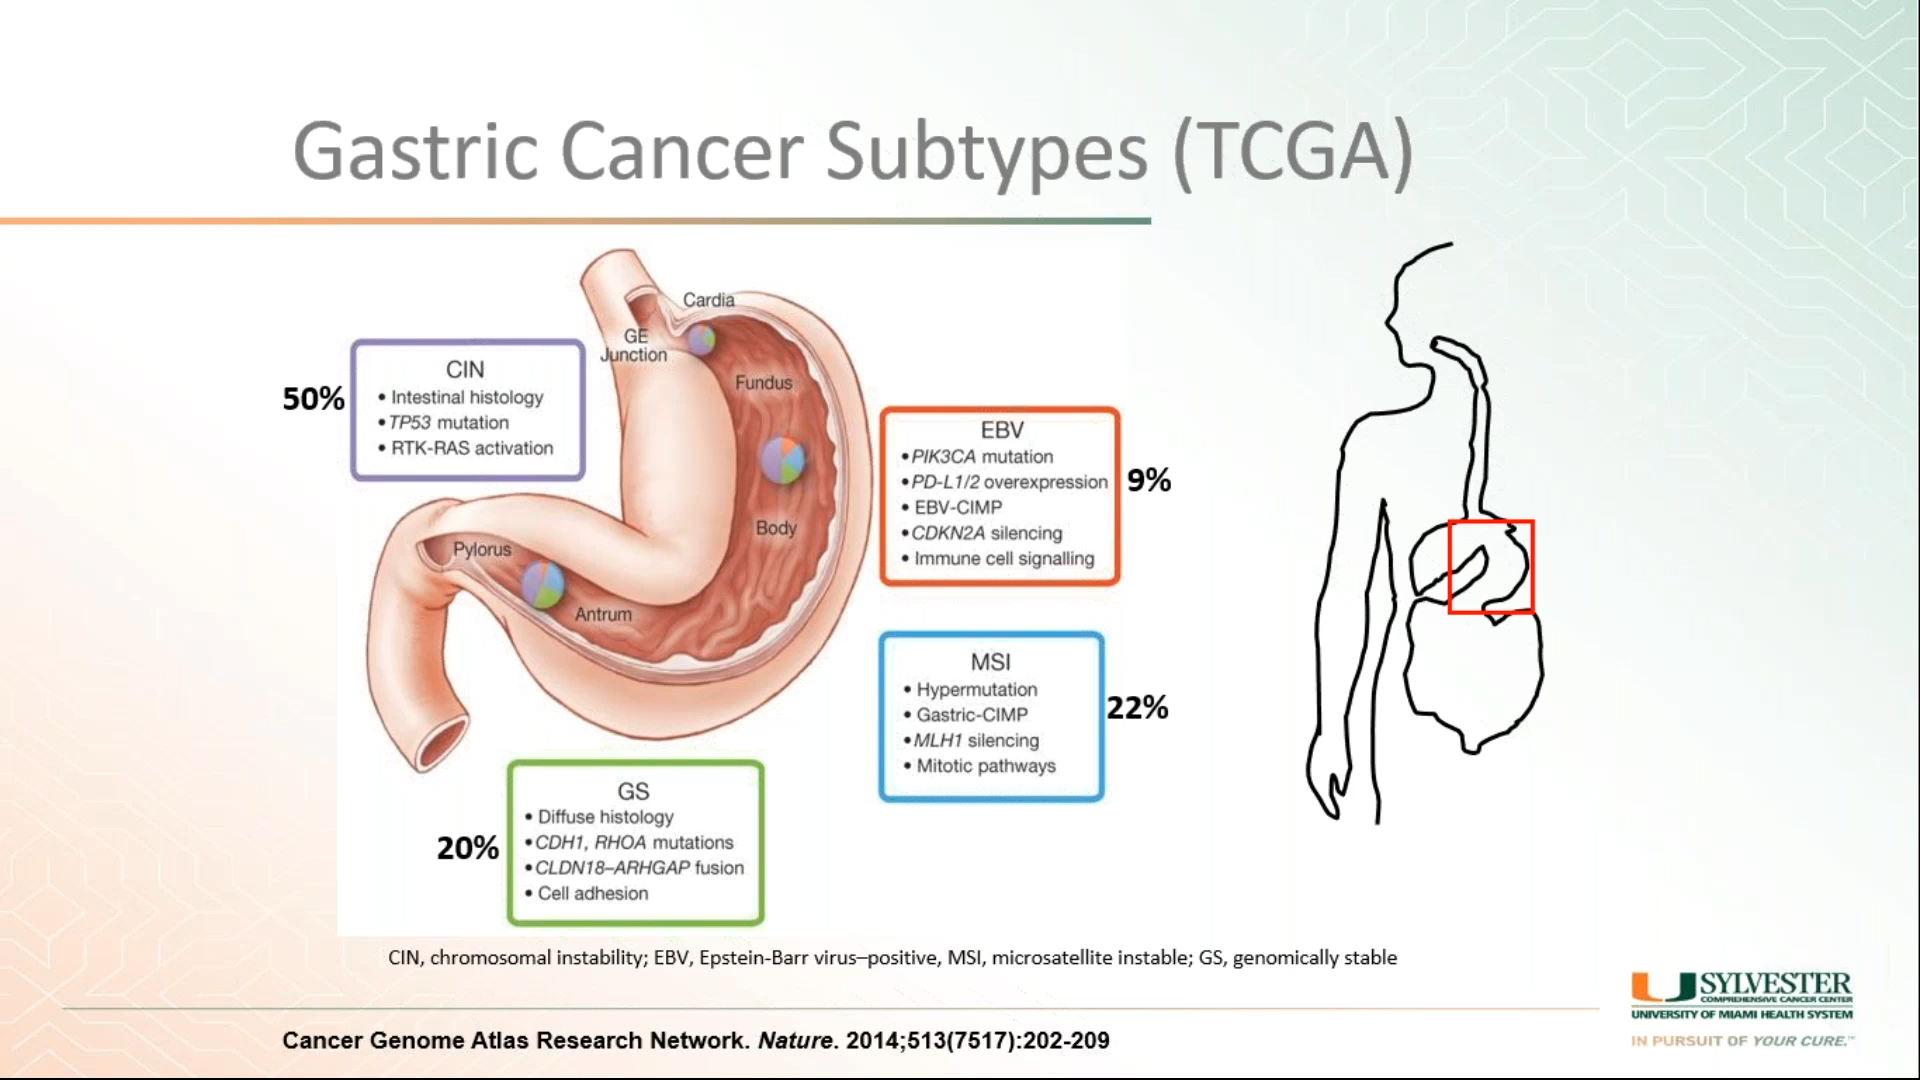 Gastric Cancer Subtypes (TCGA)
Cardia
GE
Junction
Fundus
Body
Pylorus
Antrum
50%
CIN
• Intestinal histology
• TP53 mutation
• RTK-RAS activation
EBV
• PIK3CA mutation
• PD-L1/2 overexpression
• EBV-CIMP
• CDKN2A silencing
• Immune cell signalling
9%
MSI
• Hypermutation
• Gastric-CIMP
• MLH1 silencing
• Mitotic pathways
22%
20%
GS
• Diffuse histology
• CDH1, RHOA mutations
• CLDN18–ARHGAP fusion
• Cell adhesion
CIN, chromosomal instability; EBV, Epstein-Barr virus–positive, MSI, microsatellite instable; GS, genomically stable
Cancer Genome Atlas Research Network. Nature. 2014;513(7517):202-209
SYLVESTER
COMPREHENSIVE CANCER CENTER
UNIVERSITY OF MIAMI HEALTH SYSTEM
IN PURSUIT OF YOUR CURE.™